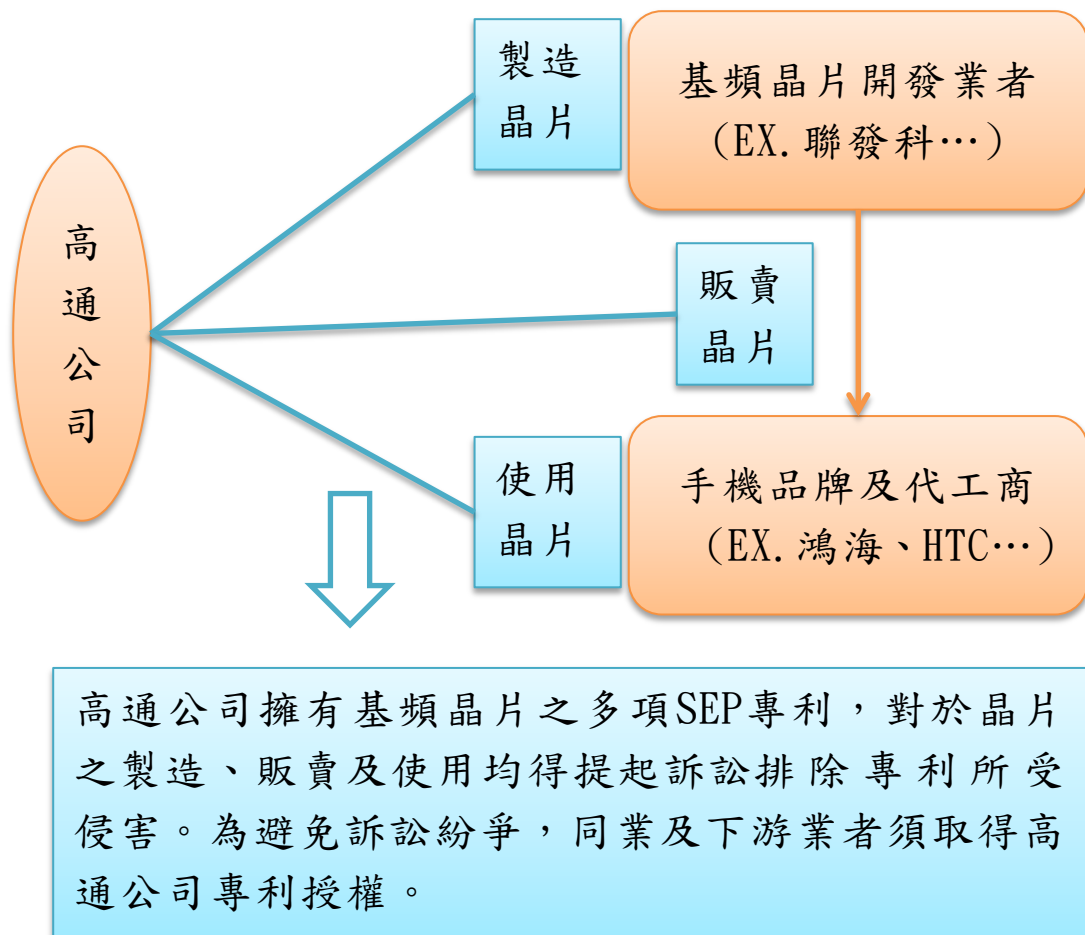 製造
晶片
基頻晶片開發業者
（EX.聯發科…）
高
通
公
司
販賣
晶片
使用
晶片
手機品牌及代工商
（EX.鴻海、HTC…）
高通公司擁有基頻晶片之多項SEP專利，對於晶片
之製造、販賣及使用均得提起訴訟排除專利所受
侵害。為避免訴訟紛爭，同業及下游業者須取得高
通公司專利授權。